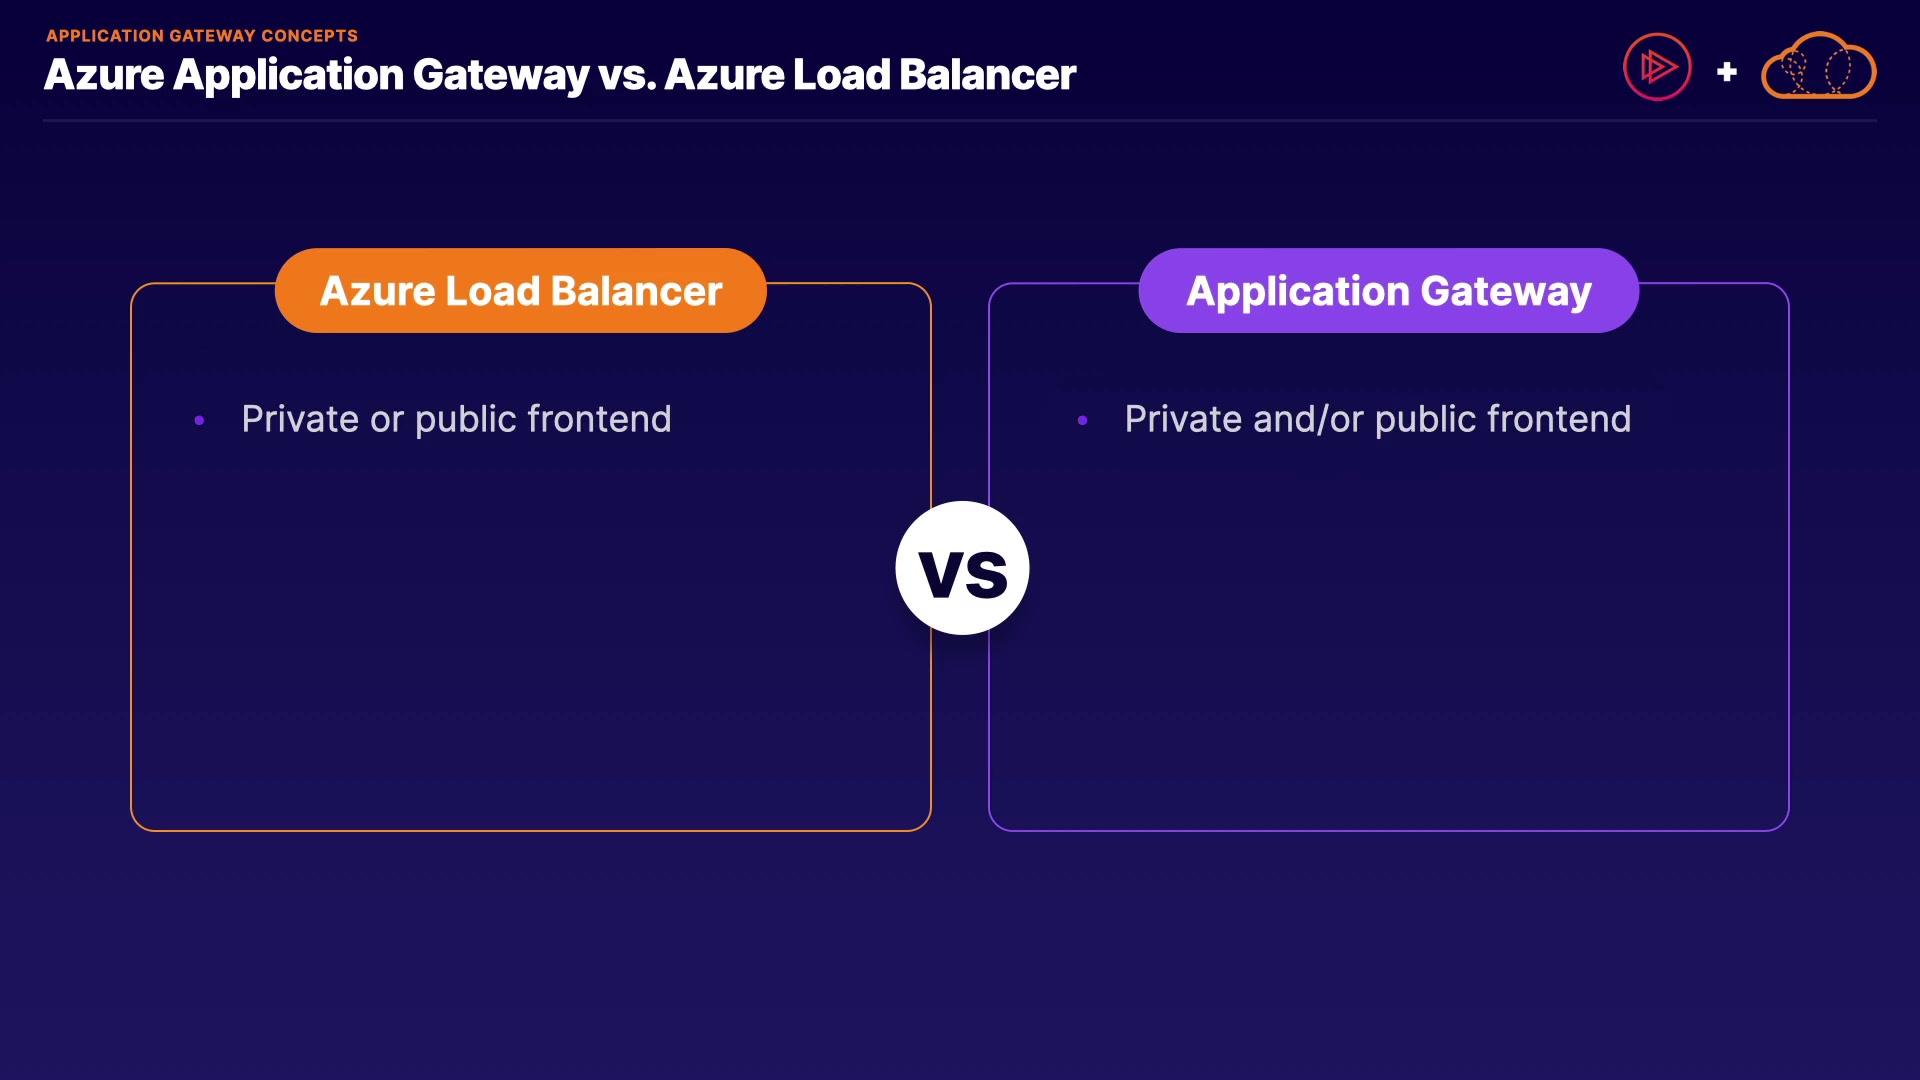 APPLICATION GATEWAY CONCEPTS
Azure Application Gateway vs. Azure Load Balancer
+
Azure Load Balancer
• Private or public frontend
vs
Application Gateway
• Private and/or public frontend